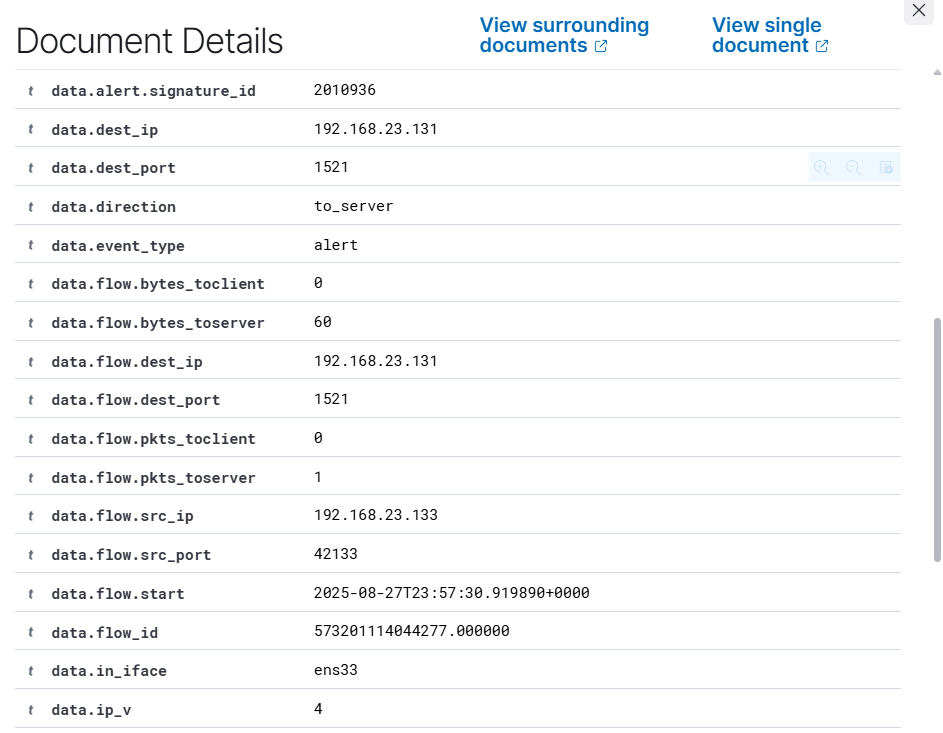 Document Details
View surrounding documents
View single document
data.alert.signature_id 2010936
data.dest_ip 192.168.23.131
data.dest_port 1521
data.direction to_server
data.event_type alert
data.flow.bytes_toclient 0
data.flow.bytes_toserver 60
data.flow.dest_ip 192.168.23.131
data.flow.dest_port 1521
data.flow.pkts_toclient 0
data.flow.pkts_toserver 1
data.flow.src_ip 192.168.23.133
data.flow.src_port 42133
data.flow.start 2025-08-27T23:57:30.919890+0000
data.flow_id 573201114044277.000000
data.in_iface ens33
data.ip_v 4